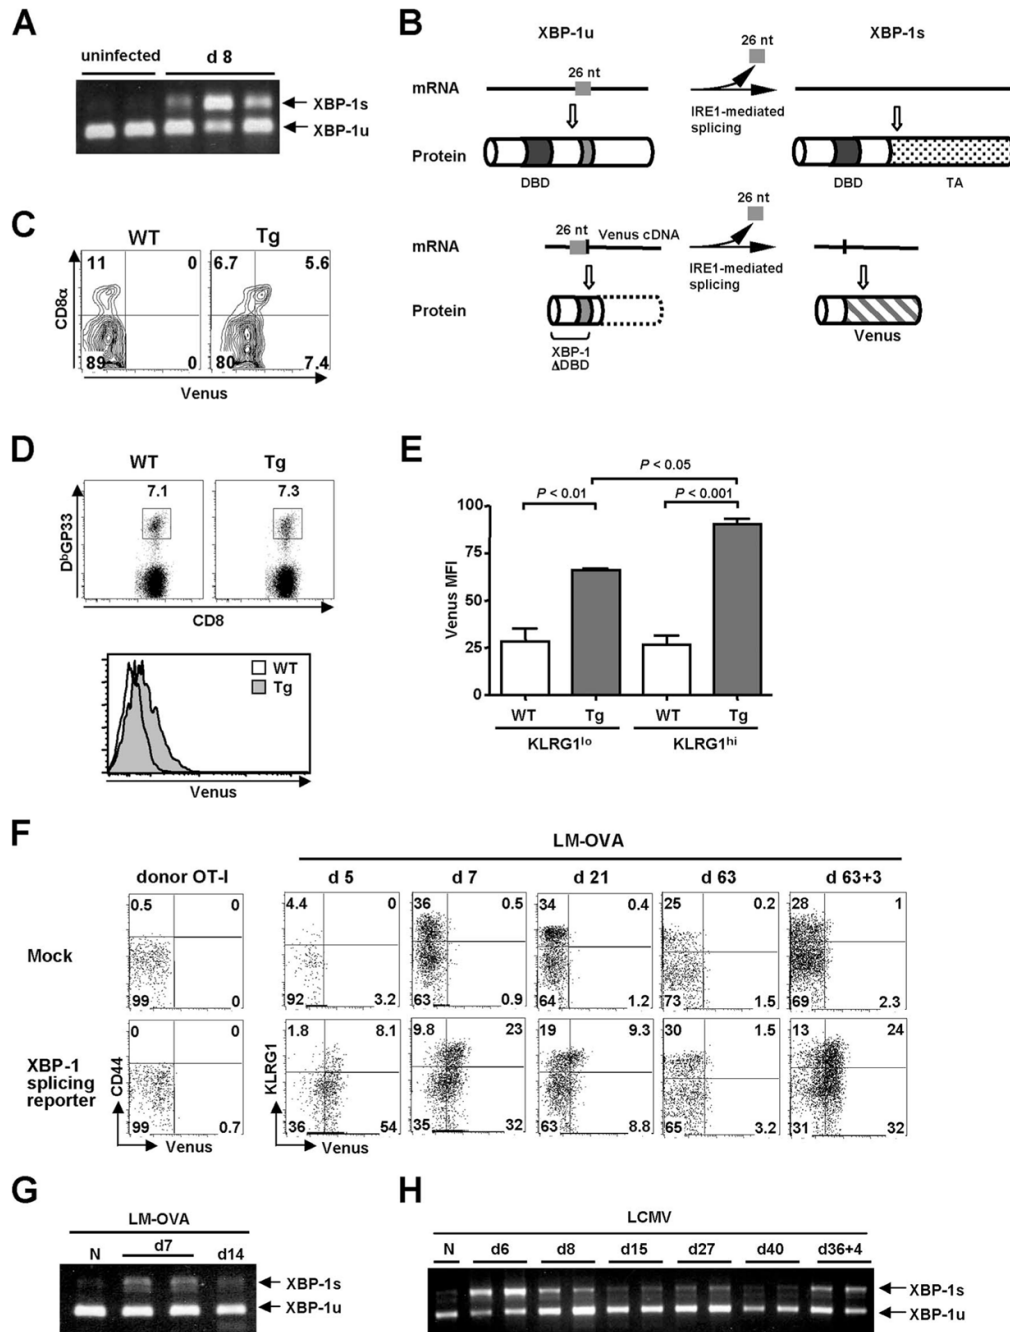 A
uninfected d 8
XBP-1s
XBP-1u
B
XBP-1u XBP-1s
26 nt
26 nt
mRNA
IRE1-mediated
splicing
Protein
DBD DBD TA
26 nt
mRNA 26 nt Venus cDNA
IRE1-mediated
splicing
Protein
Venus
XBP-1
ΔDBD
C
WT Tg
11 0 6.7 5.6
89 0 80 7.4
CD8α
Venus
D
WT Tg
7.1 7.3
DᵇGP33
CD8
WT
Tg
Venus
E
P < 0.05
P < 0.01 P < 0.001
100
75
50
25
0
Venus MFI
WT Tg WT Tg
KLRG1ˡᵒ KLRG1ʰⁱ
F
LM-OVA
donor OT-I d 5 d 7 d 21 d 63 d 63+3
0.5 0 4.4 0 36 0.5 34 0.4 25 0.2 28 1
Mock
99 0 92 3.2 63 0.9 64 1.2 73 1.5 69 2.3
0 0 1.8 8.1 9.8 23 19 9.3 30 1.5 13 24
XBP-1
splicing
reporter
CD44
KLRG1
99 0.7 36 54 35 32 63 8.8 65 3.2 31 32
Venus Venus
G
LM-OVA
N d7 d14
XBP-1s
XBP-1u
H
LCMV
N d6 d8 d15 d27 d40 d36+4
XBP-1s
XBP-1u